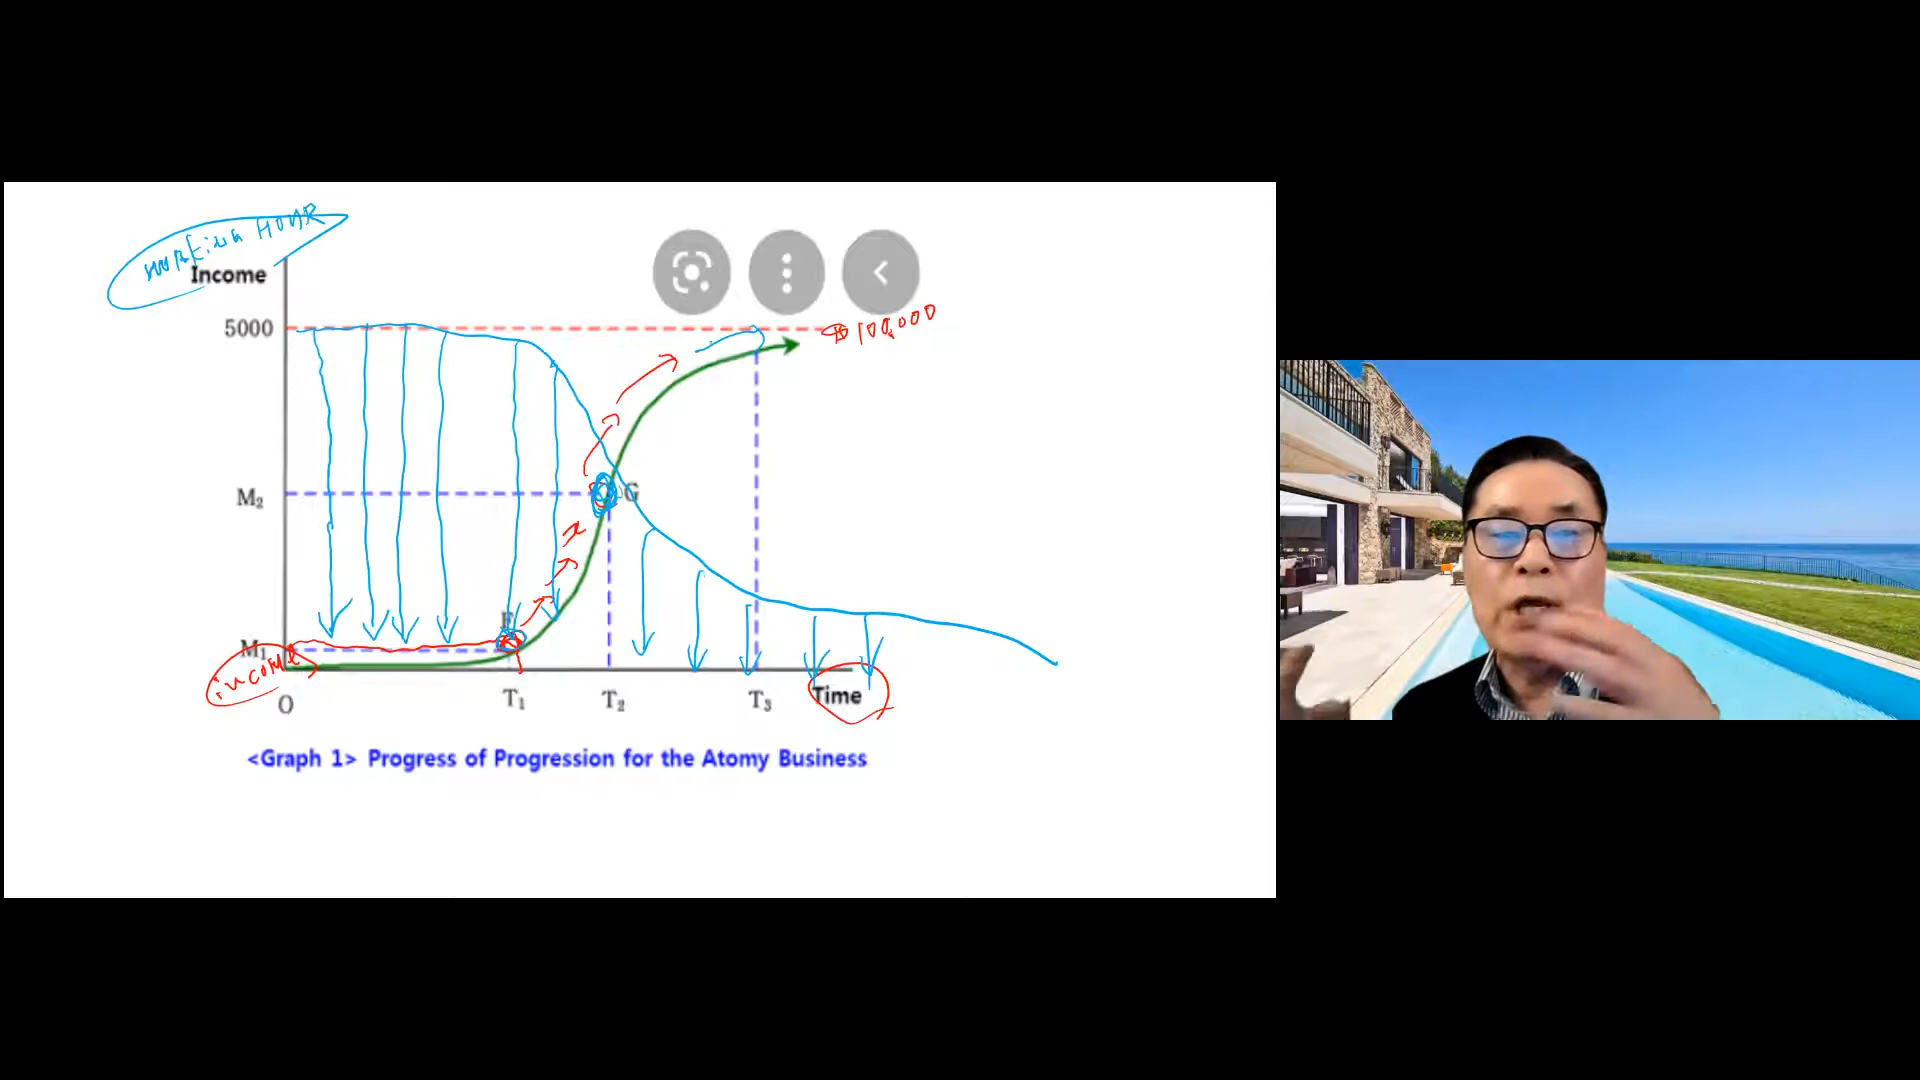 WORKING HOUR
Income
5000
$100,000
M₂
G
F
M₁
income
O
T₁
T₂
T₃
Time
<Graph 1> Progress of Progression for the Atomy Business